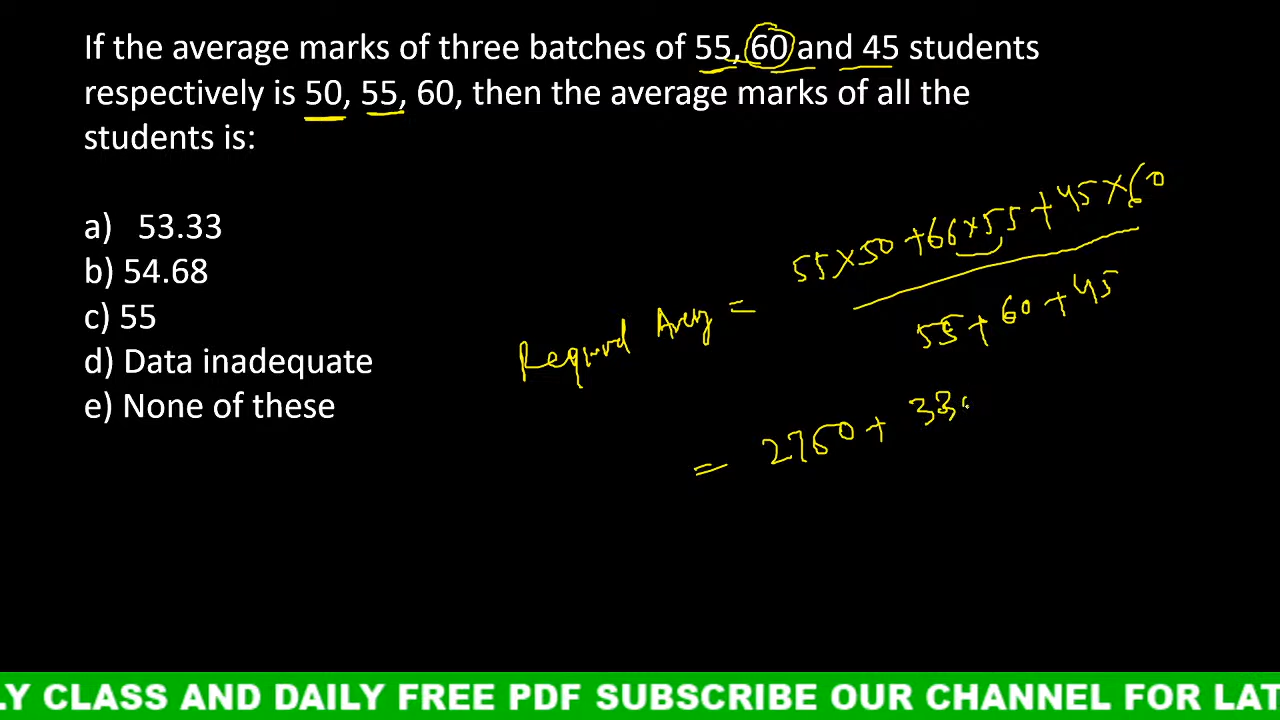 If the average marks of three batches of 55, 60 and 45 students
respectively is 50, 55, 60, then the average marks of all the
students is:
a) 53.33
b) 54.68
c) 55
d) Data inadequate
e) None of these
55×50+66×55+45×60
Required Averg =
55+60+45
= 2750+ 33
LY CLASS AND DAILY FREE PDF SUBSCRIBE OUR CHANNEL FOR LAT